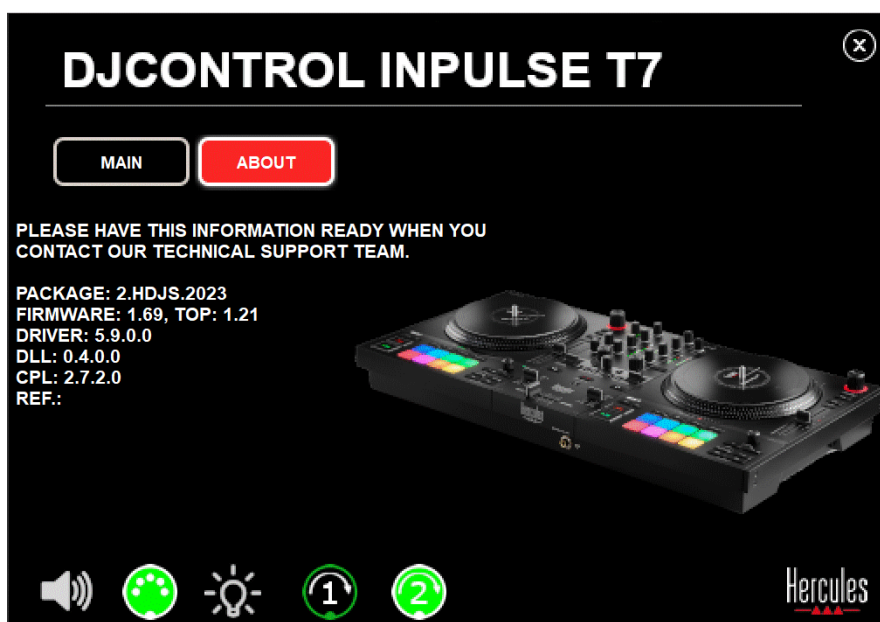 DJCONTROL INPULSE T7
MAIN
ABOUT
PLEASE HAVE THIS INFORMATION READY WHEN YOU
CONTACT OUR TECHNICAL SUPPORT TEAM.
PACKAGE: 2.HDJS.2023
FIRMWARE: 1.69, TOP: 1.21
DRIVER: 5.9.0.0
DLL: 0.4.0.0
CPL: 2.7.2.0
REF.:
1
2
Hercules